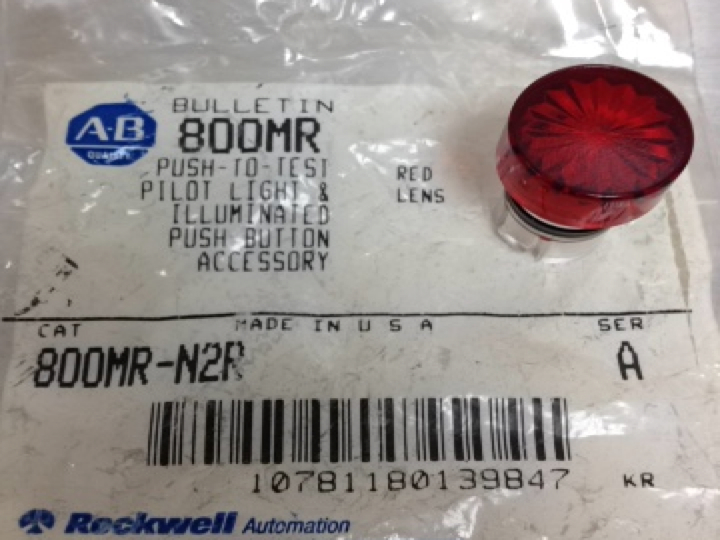 A-B
QUALITY
BULLETIN
800MR
PUSH-TO-TEST
PILOT LIGHT &
ILLUMINATED
PUSH BUTTON
ACCESSORY
RED
LENS
CAT
MADE IN U S A
SER
800MR-N2R
A
10781180139847
KR
Rockwell Automation